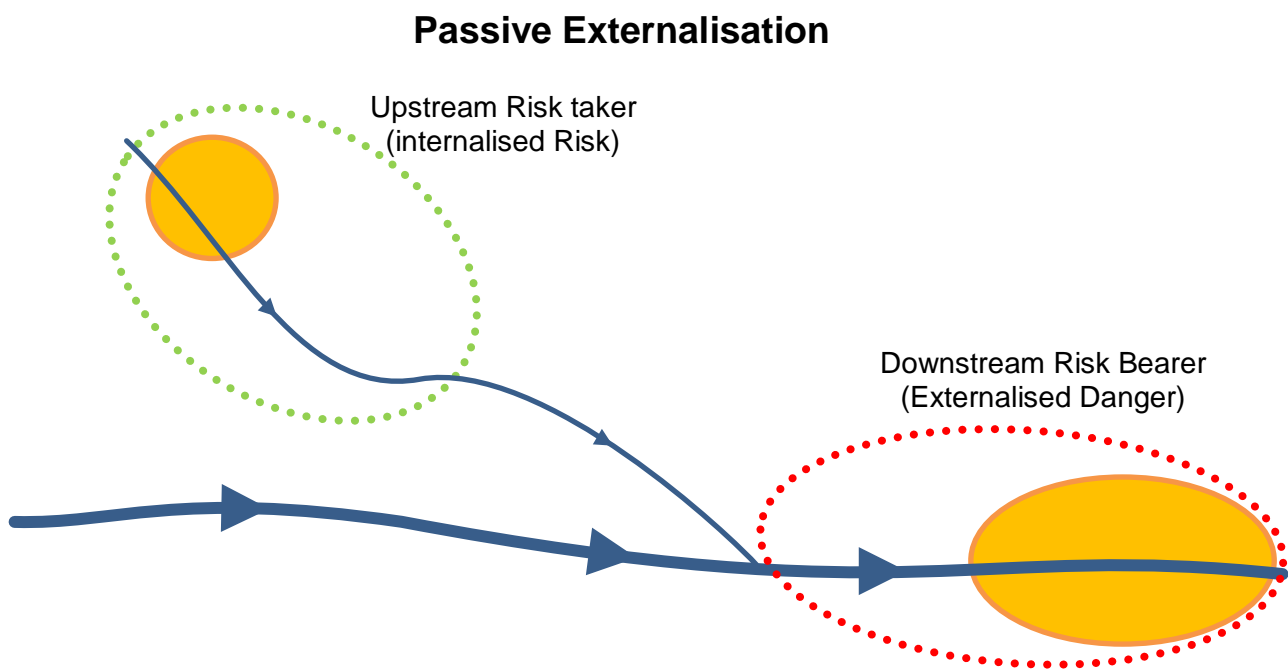 Passive Externalisation
Upstream Risk taker
(internalised Risk)
Downstream Risk Bearer
(Externalised Danger)